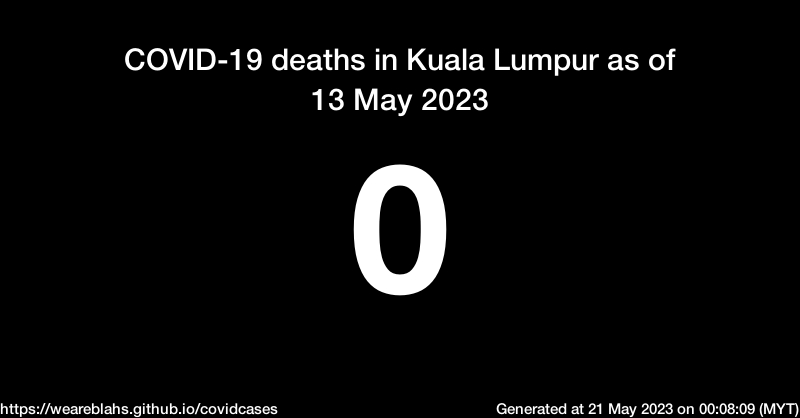 COVID-19 deaths in Kuala Lumpur as of
13 May 2023
0
https://weareblahs.github.io/covidcases
Generated at 21 May 2023 on 00:08:09 (MYT)